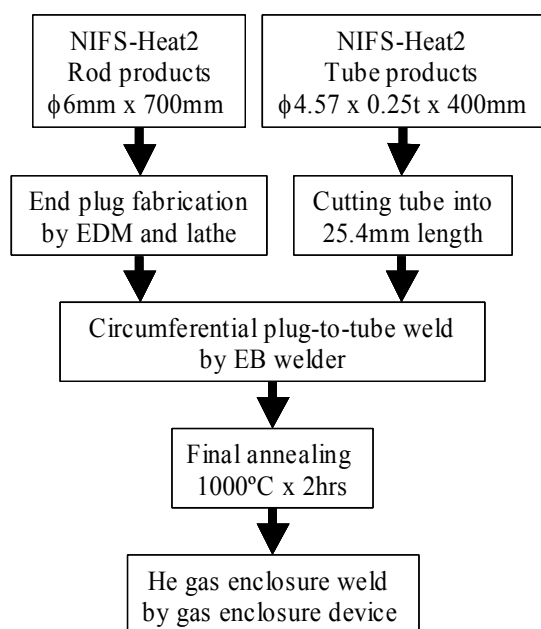 NIFS-Heat2
Rod products
ϕ6mm x 700mm
NIFS-Heat2
Tube products
ϕ4.57 x 0.25t x 400mm
End plug fabrication
by EDM and lathe
Cutting tube into
25.4mm length
Circumferential plug-to-tube weld
by EB welder
Final annealing
1000ºC x 2hrs
He gas enclosure weld
by gas enclosure device